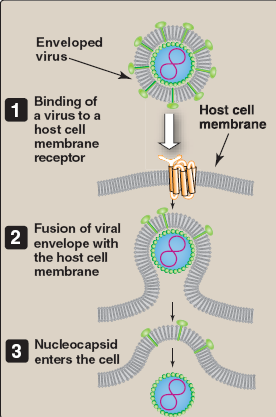 Enveloped
virus
1 Binding of
a virus to a
host cell
membrane
receptor
Host cell
membrane
2 Fusion of viral
envelope with
the host cell
membrane
3 Nucleocapsid
enters the cell